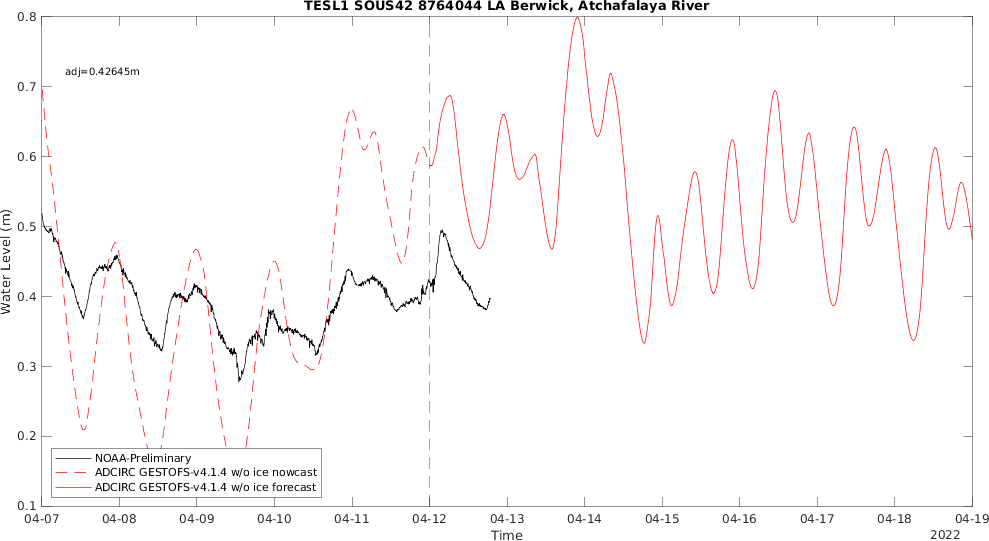 TESL1 SOUS42 8764044 LA Berwick, Atchafalaya River
0.8
0.7
0.6
0.5
0.4
0.3
0.2
0.1
Water Level (m)
adj=0.42645m
NOAA-Preliminary
ADCIRC GESTOFS-v4.1.4 w/o ice nowcast
ADCIRC GESTOFS-v4.1.4 w/o ice forecast
04-07 04-08 04-09 04-10 04-11 04-12 04-13 04-14 04-15 04-16 04-17 04-18 04-19
Time
2022